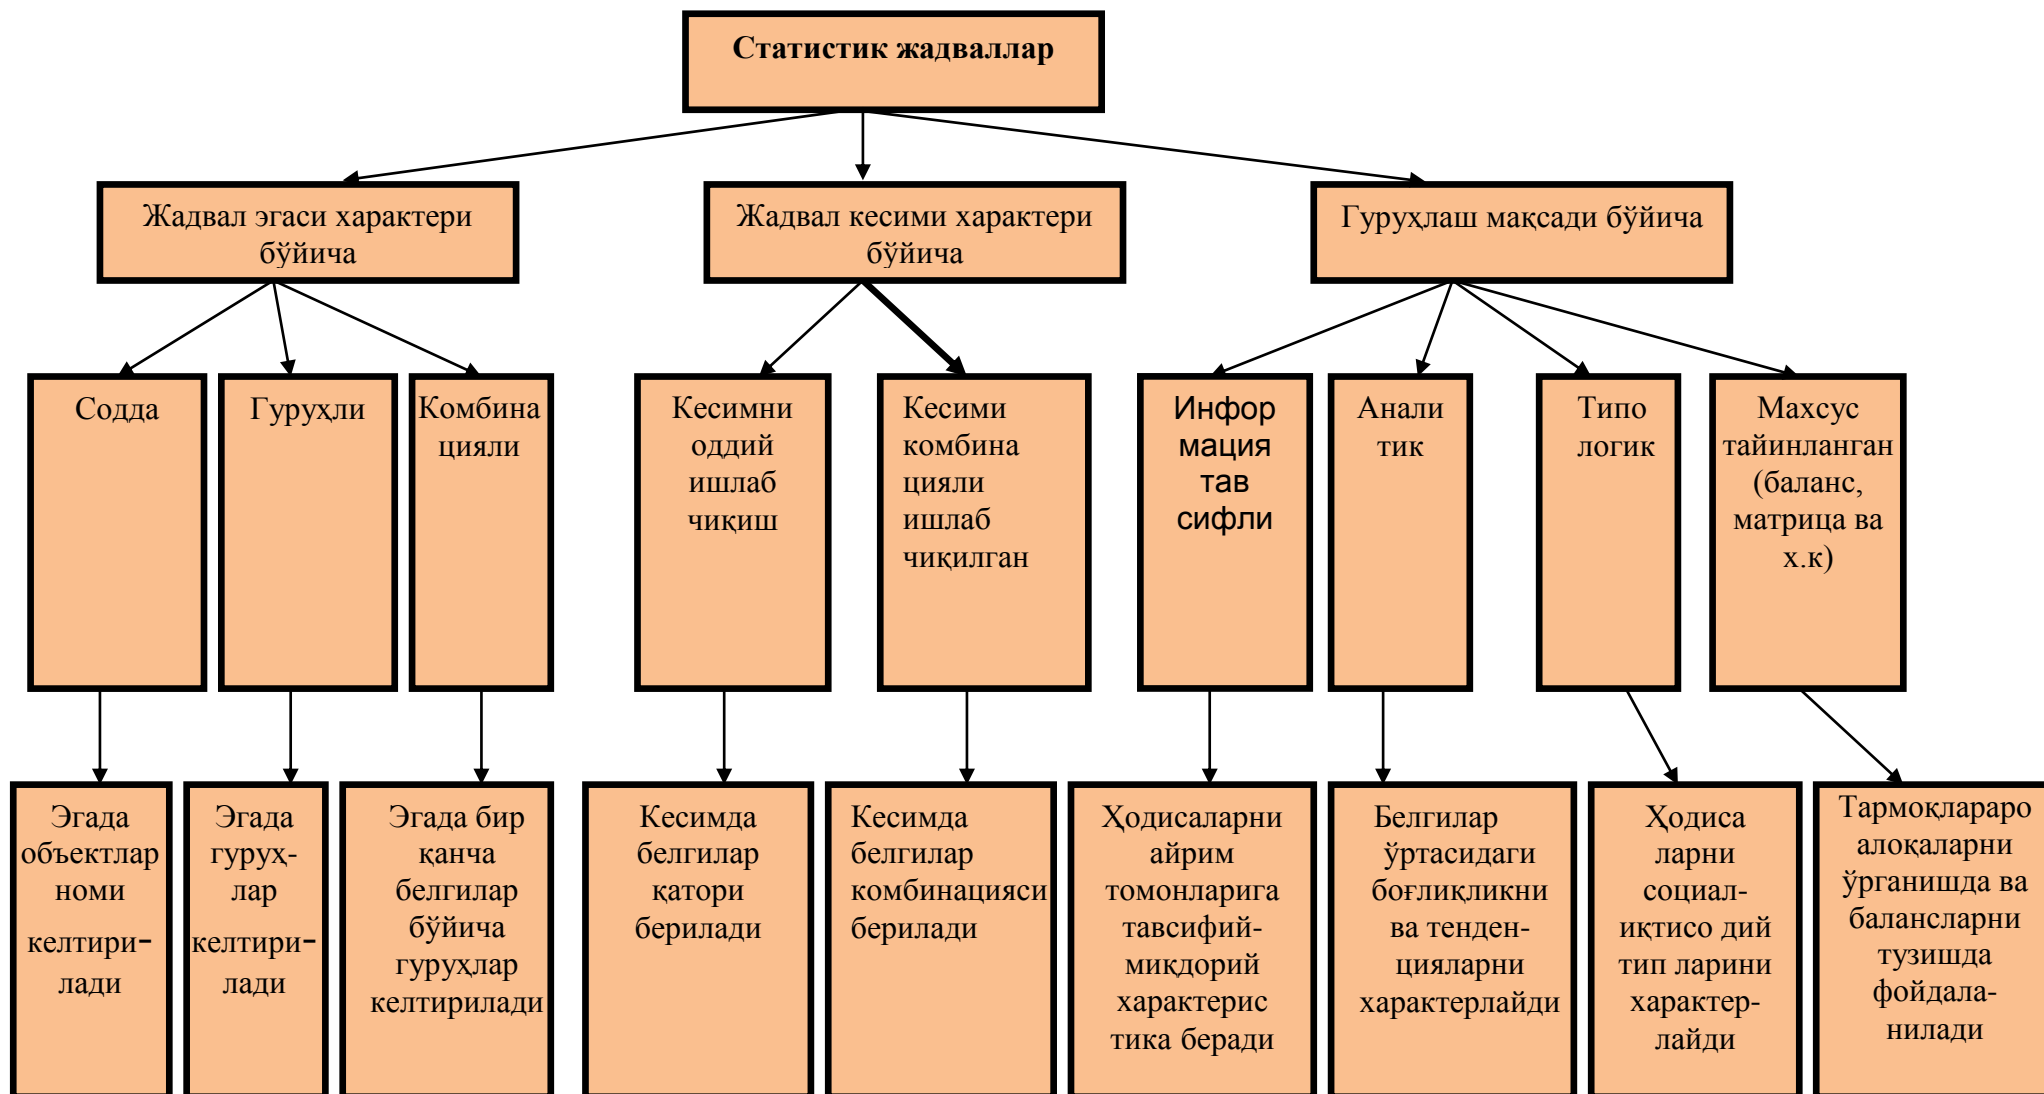 Статистик жадваллар
Жадвал эгаси характери
бўйича
Жадвал кесими характери
бўйича
Гуруҳлаш мақсади бўйича
Содда
Гуруҳли
Комбина
цияли
Кесимни
оддий
ишлаб
чиқиш
Кесими
комбина
цияли
ишлаб
чиқилган
Инфор
мация
тав
сифли
Анали
тик
Типо
логик
Махсус
тайинланган
(баланс,
матрица ва
х.к)
Эгада
объектлар
номи
келтири-
лади
Эгада
гуруҳ-
лар
келтири-
лади
Эгада бир
қанча
белгилар
бўйича
гуруҳлар
келтирилади
Кесимда
белгилар
қатори
берилади
Кесимда
белгилар
комбинацияси
берилади
Ҳодисаларни
айрим
томонларига
тавсифий-
миқдорий
характерис
тика беради
Белгилар
ўртасидаги
боғлиқликни
ва тенден-
цияларни
характерлайди
Ҳодиса
ларни
социал-
иқтисо дий
тип ларини
характер-
лайди
Тармоқлараро
алоқаларни
ўрганишда ва
балансларни
тузишда
фойдала-
нилади